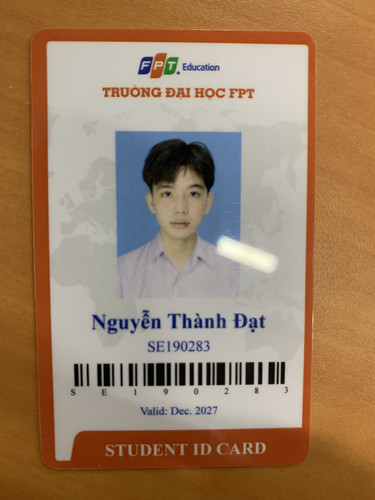 FPT Education
TRƯỜNG ĐẠI HỌC FPT
Nguyễn Thành Đạt
SE190283
S E 1 9 0 2 8 3
Valid: Dec. 2027
STUDENT ID CARD